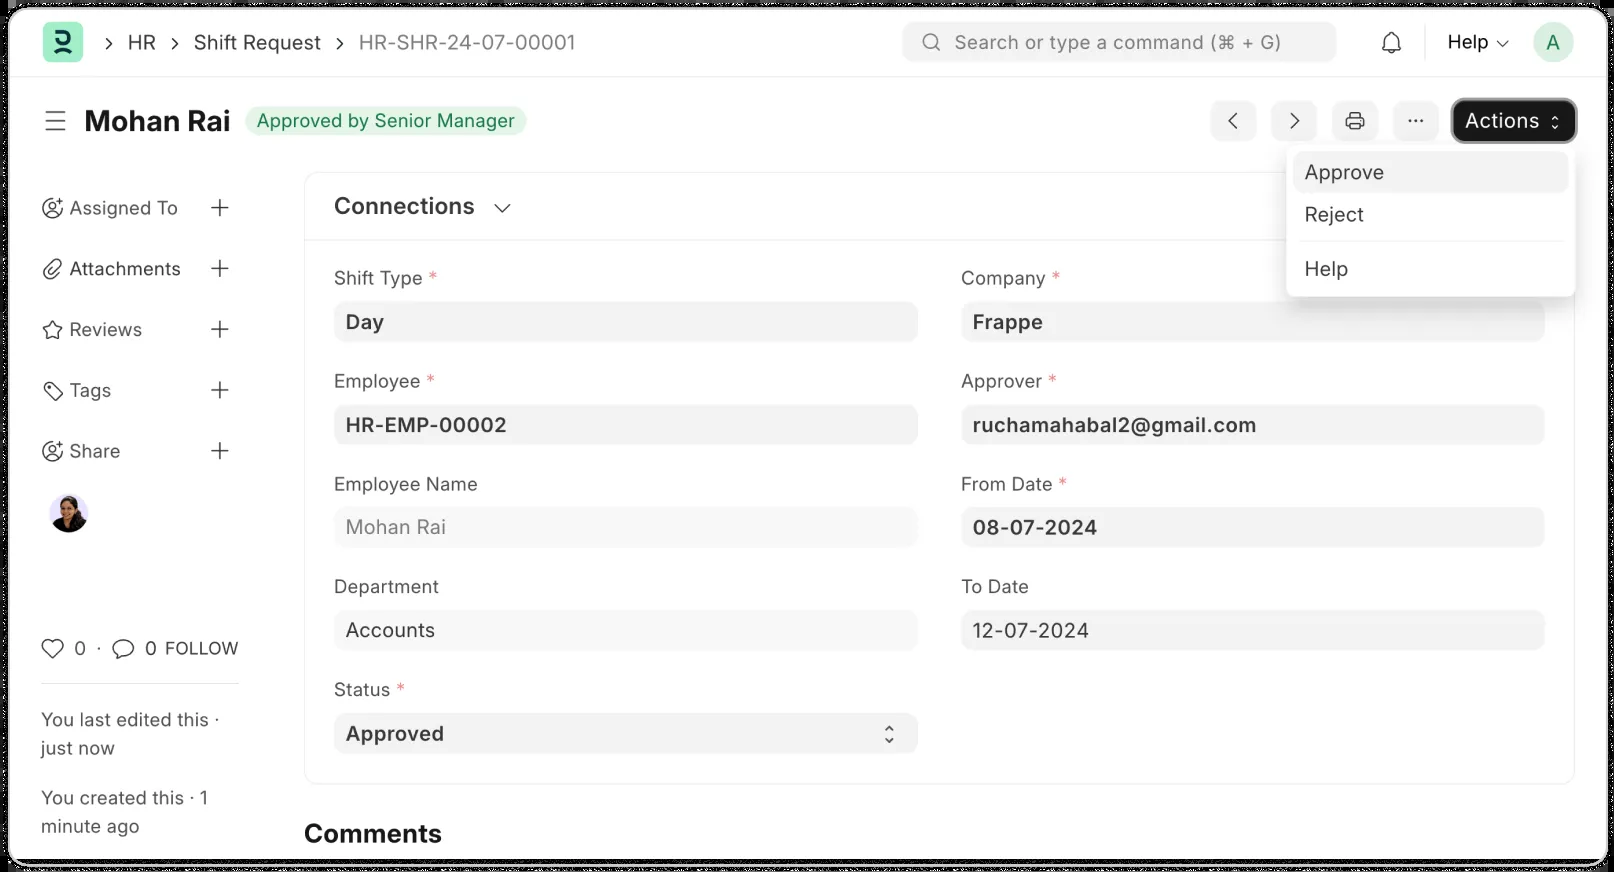 HR
Shift Request
HR-SHR-24-07-00001
Search or type a command (⌘ + G)
Help
A
Mohan Rai
Approved by Senior Manager
Actions
Approve
Reject
Help
Assigned To
Attachments
Reviews
Tags
Share
0 · 0 FOLLOW
You last edited this ·
just now
You created this · 1
minute ago
Connections
Shift Type *
Day
Employee *
HR-EMP-00002
Employee Name
Mohan Rai
Department
Accounts
Status *
Approved
Company *
Frappe
Approver *
ruchamahabal2@gmail.com
From Date *
08-07-2024
To Date
12-07-2024
Comments